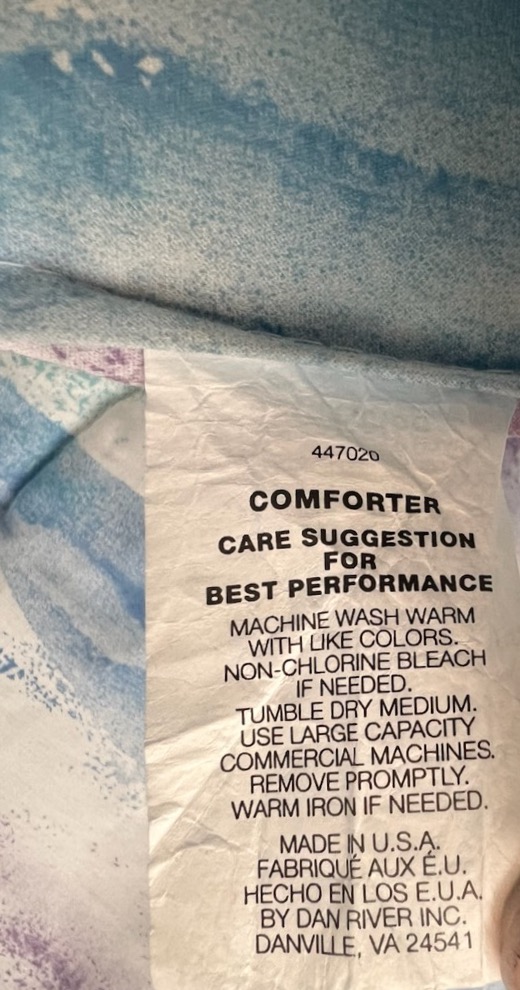 447020
COMFORTER
CARE SUGGESTION
FOR
BEST PERFORMANCE
MACHINE WASH WARM
WITH LIKE COLORS.
NON-CHLORINE BLEACH
IF NEEDED.
TUMBLE DRY MEDIUM.
USE LARGE CAPACITY
COMMERCIAL MACHINES.
REMOVE PROMPTLY.
WARM IRON IF NEEDED.
MADE IN U.S.A.
FABRIQUÉ AUX É.U.
HECHO EN LOS E.U.A.
BY DAN RIVER INC.
DANVILLE, VA 24541